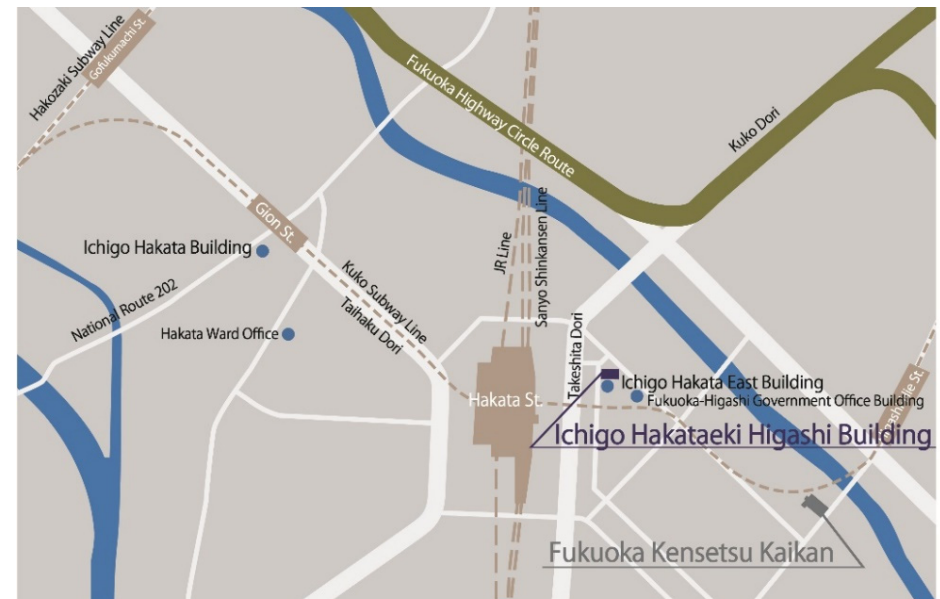 Hakozaki Subway Line
Gofukumachi St.
Fukuoka Highway Circle Route
Kuko Dori
Gion St.
Ichigo Hakata Building
National Route 202
Kuko Subway Line
Taihaku Dori
JR Line
Sanyo Shinkansen Line
Hakata Ward Office
Takeshita Dori
Hakata St.
Ichigo Hakata East Building
Fukuoka-Higashi Government Office Building
Ichigo Hakataeki Higashi Building
St.
Fukuoka Kensetsu Kaikan